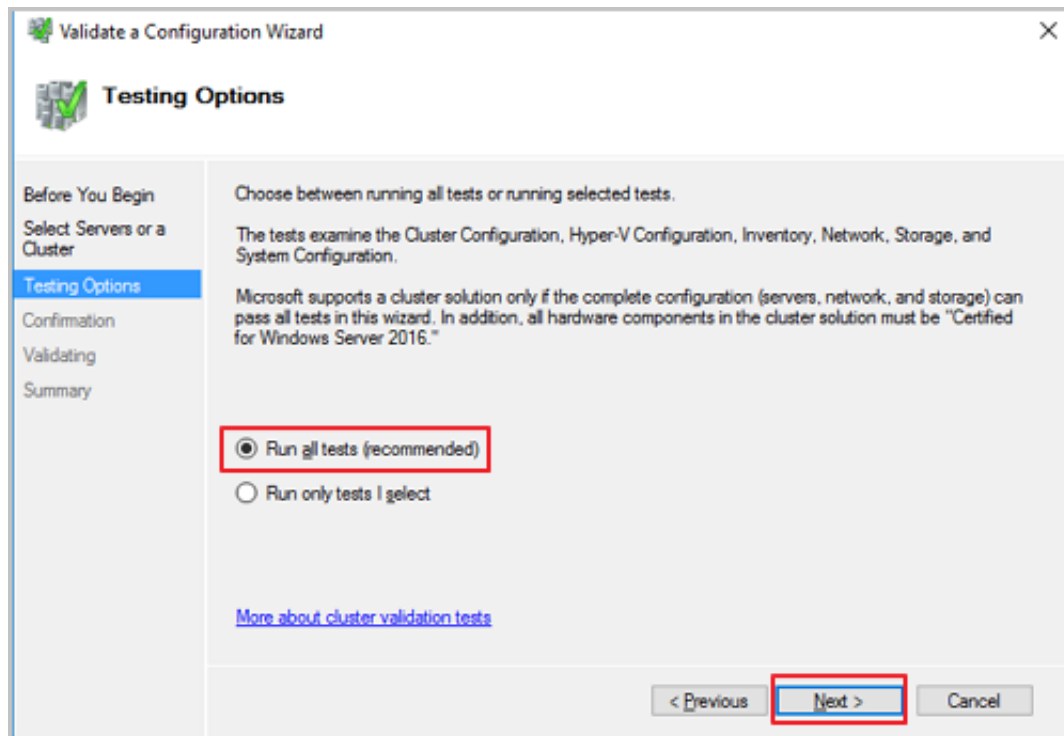 Validate a Configuration Wizard
Testing Options
Before You Begin
Select Servers or a
Cluster
Testing Options
Confirmation
Validating
Summary
Choose between running all tests or running selected tests.
The tests examine the Cluster Configuration, Hyper-V Configuration, Inventory, Network, Storage, and
System Configuration.
Microsoft supports a cluster solution only if the complete configuration (servers, network, and storage) can
pass all tests in this wizard. In addition, all hardware components in the cluster solution must be "Certified
for Windows Server 2016."
Run all tests (recommended)
Run only tests I select
More about cluster validation tests
< Previous
Next >
Cancel